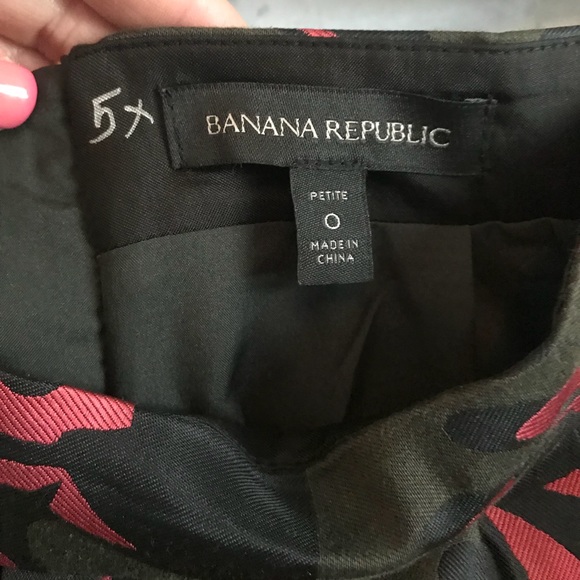 5x
BANANA REPUBLIC
PETITE
0
MADE IN
CHINA